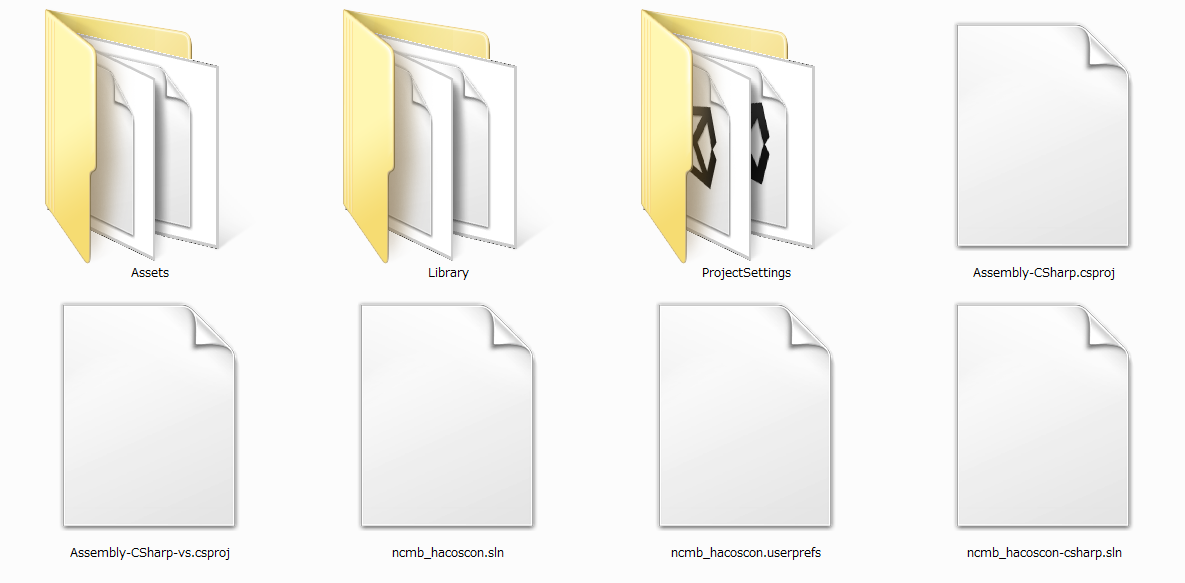 Assets
Library
ProjectSettings
Assembly-CSharp.csproj
Assembly-CSharp-vs.csproj
ncmb_hacoscon.sln
ncmb_hacoscon.userprefs
ncmb_hacoscon-csharp.sln